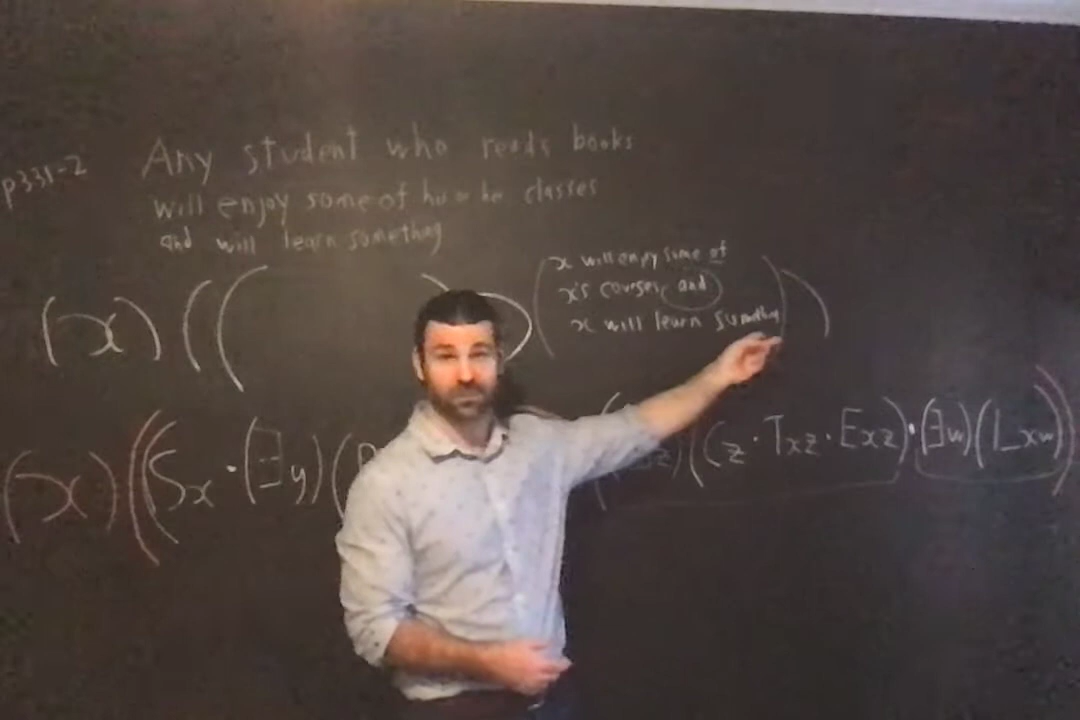 p331-2
Any student who reads books
will enjoy some of his or her classes
and will learn something
(x)(( ) (x will enjoy some of
x's courses, and
x will learn something))
(x)((Sx · (∃y)( (Cz · Txz · Exz) · (∃w)(Lxw))